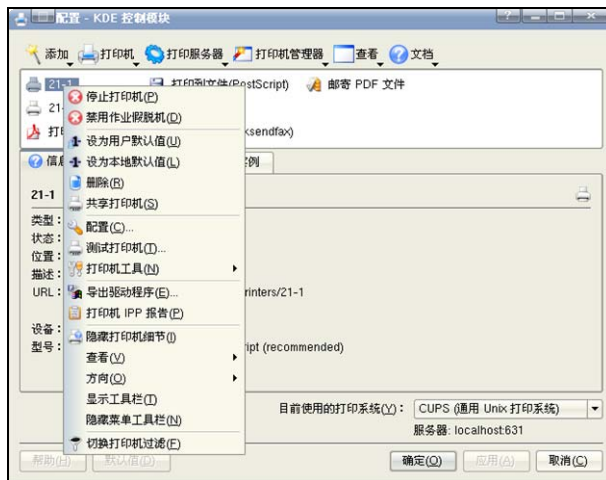 配置 - KDE 控制模块
添加 打印机 打印服务器 打印机管理器 查看 文档
21-1 打印到文件(PostScript) 邮寄 PDF 文件
停止打印机(P)
禁用作业假脱机(D)
ksendfax)
设为用户默认值(U)
设为本地默认值(L)
删除(R)
共享打印机(S)
21-1
配置(C)...
类型：
测试打印机(T)...
状态：
位置：
打印机工具(N)
描述：
导出驱动程序(E)...
URL： rinters/21-1
打印机 IPP 报告(P)
设备：
隐藏打印机细节(I)
型号： ript (recommended)
查看(V)
方向(O)
显示工具栏(T)
隐藏菜单工具栏(N)
切换打印机过滤(F)
目前使用的打印系统(Y)： CUPS (通用 Unix 打印系统)
服务器: localhost:631
帮助(H) 默认值(D) 确定(O) 应用(A) 取消(C)